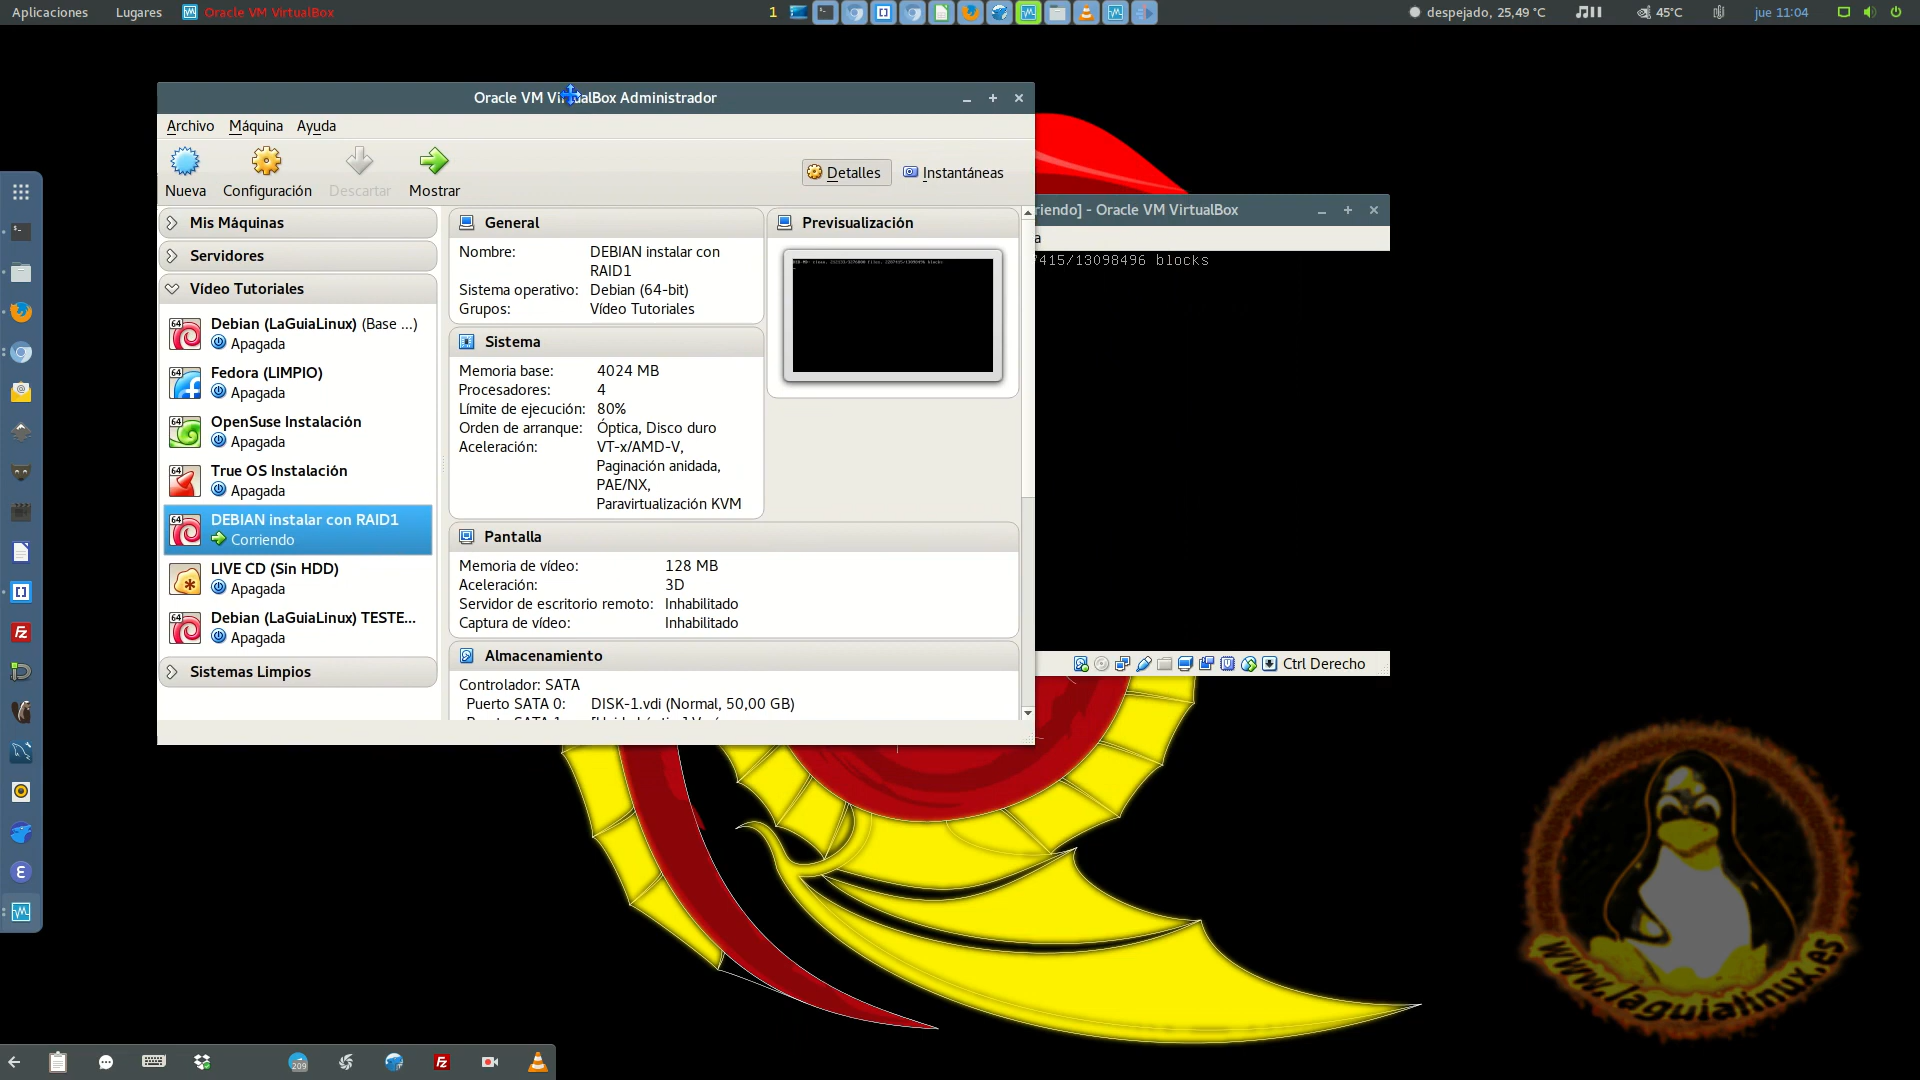 Aplicaciones Lugares Oracle VM VirtualBox 1 despejado, 25,49 °C 45°C jue 11:04
Oracle VM VirtualBox Administrador
Archivo Máquina Ayuda
Nueva Configuración Descartar Mostrar Detalles Instantáneas
Mis Máquinas
Servidores
Vídeo Tutoriales
64 Debian (LaGuiaLinux) (Base ...)
Apagada
64 Fedora (LIMPIO)
Apagada
64 OpenSuse Instalación
Apagada
64 True OS Instalación
Apagada
64 DEBIAN instalar con RAID1
Corriendo
LIVE CD (Sin HDD)
Apagada
64 Debian (LaGuiaLinux) TESTE...
Apagada
Sistemas Limpios
General
Nombre: DEBIAN instalar con
RAID1
Sistema operativo: Debian (64-bit)
Grupos: Vídeo Tutoriales
Sistema
Memoria base: 4024 MB
Procesadores: 4
Límite de ejecución: 80%
Orden de arranque: Óptica, Disco duro
Aceleración: VT-x/AMD-V,
Paginación anidada,
PAE/NX,
Paravirtualización KVM
Previsualización
Pantalla
Memoria de vídeo: 128 MB
Aceleración: 3D
Servidor de escritorio remoto: Inhabilitado
Captura de vídeo: Inhabilitado
Almacenamiento
Controlador: SATA
Puerto SATA 0: DISK-1.vdi (Normal, 50,00 GB)
riendo] - Oracle VM VirtualBox
a
7415/13098496 blocks
Ctrl Derecho
www.laguialinux.es
209